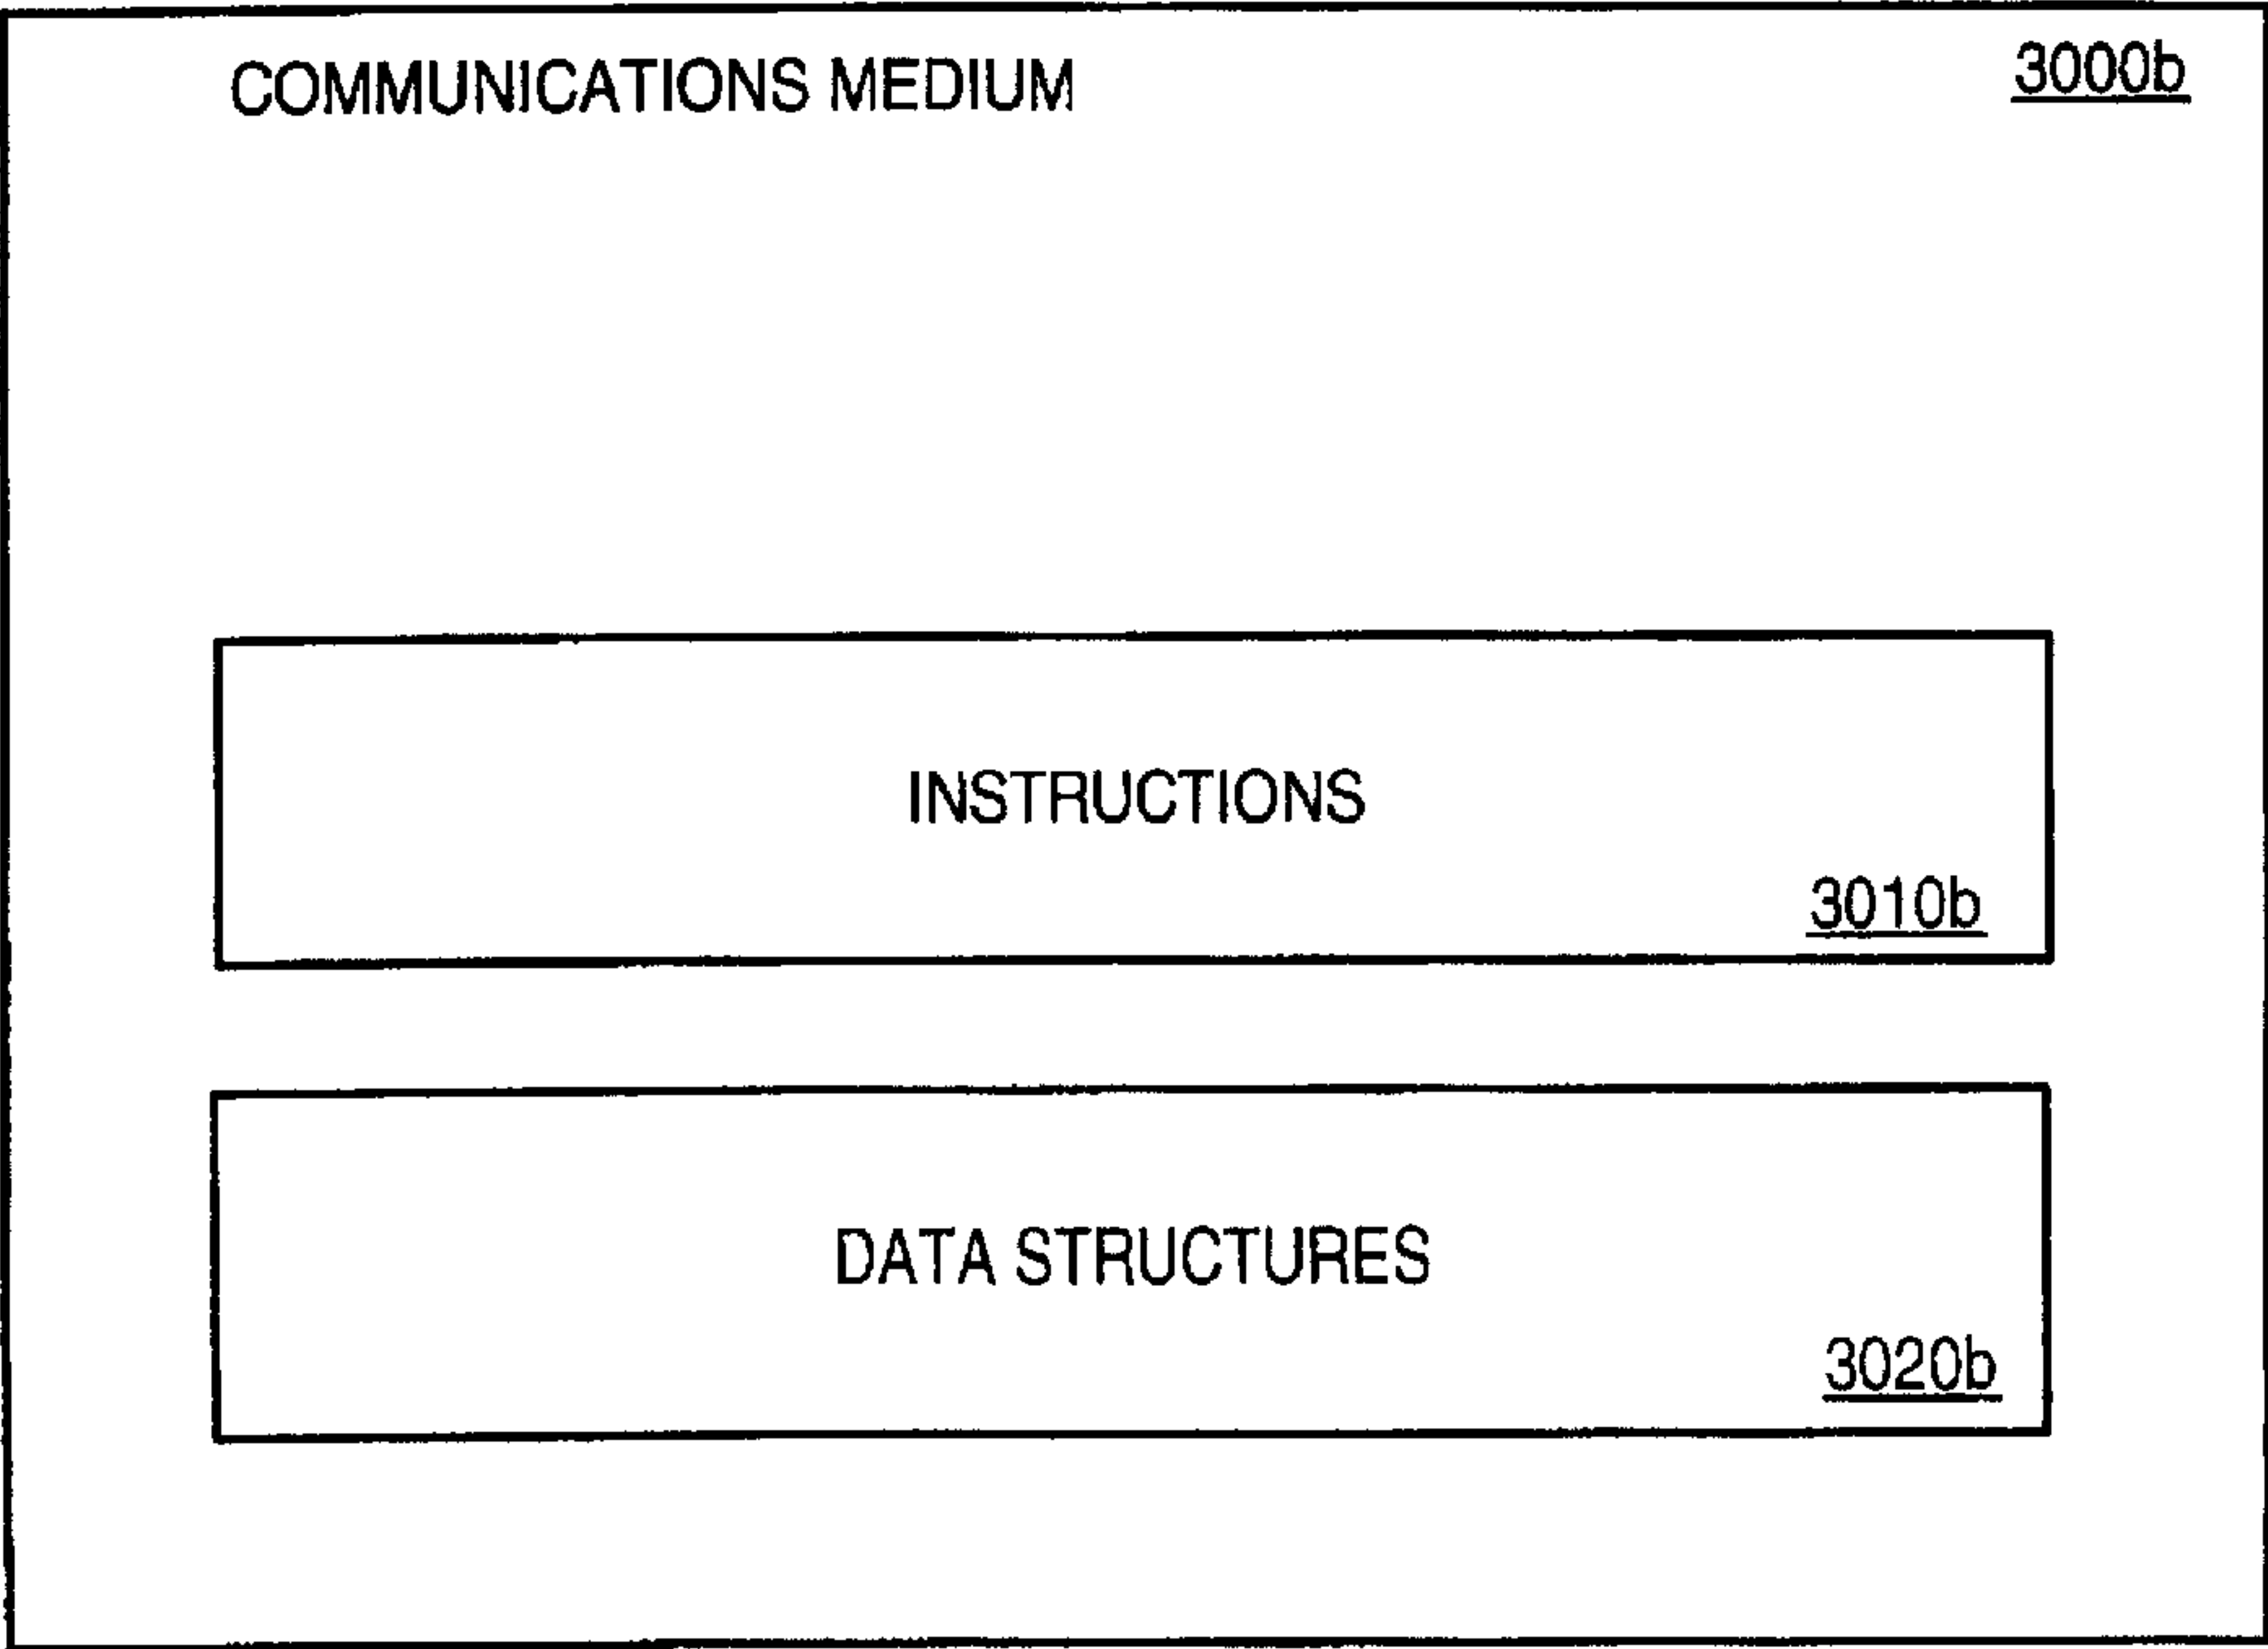 COMMUNICATIONS MEDIUM 3000b
INSTRUCTIONS
3010b
DATA STRUCTURES
3020b